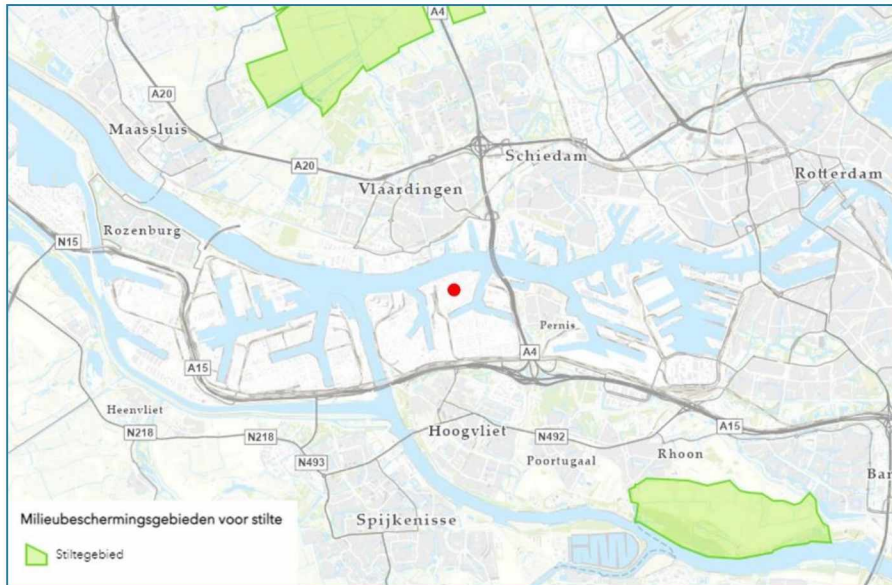 A4
A20
Maassluis
Schiedam
A20
Vlaardingen
Rotterdam
Rozenburg
N15
Pernis
A4
A15
Heenvliet
Hoogvliet
A15
N218
N218
N492
N493
Poortugaal
Rhoon
Bar
Milieubeschermingsgebieden voor stilte
Spijkenisse
Stiltegebied